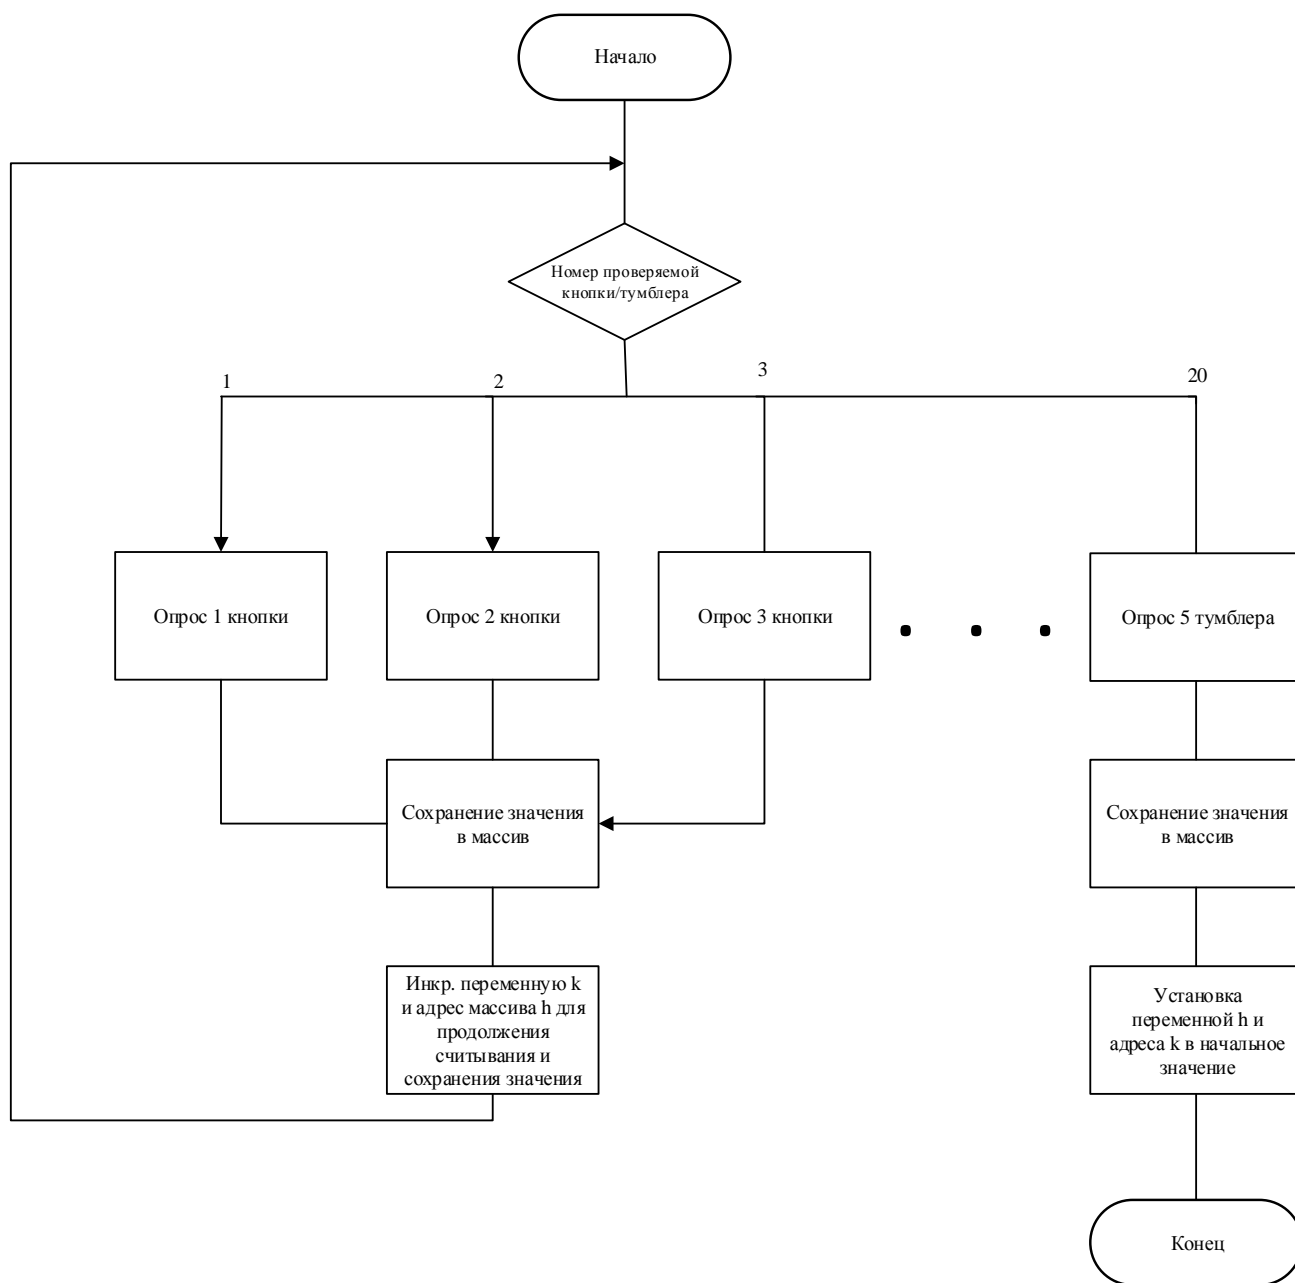 Начало
Номер проверяемой
кнопки/тумблера
1
2
3
20
Опрос 1 кнопки
Опрос 2 кнопки
Опрос 3 кнопки
Опрос 5 тумблера
Сохранение значения
в массив
Сохранение значения
в массив
Инкр. переменную k
и адрес массива h для
продолжения
считывания и
сохранения значения
Установка
переменной h и
адреса k в начальное
значение
Конец